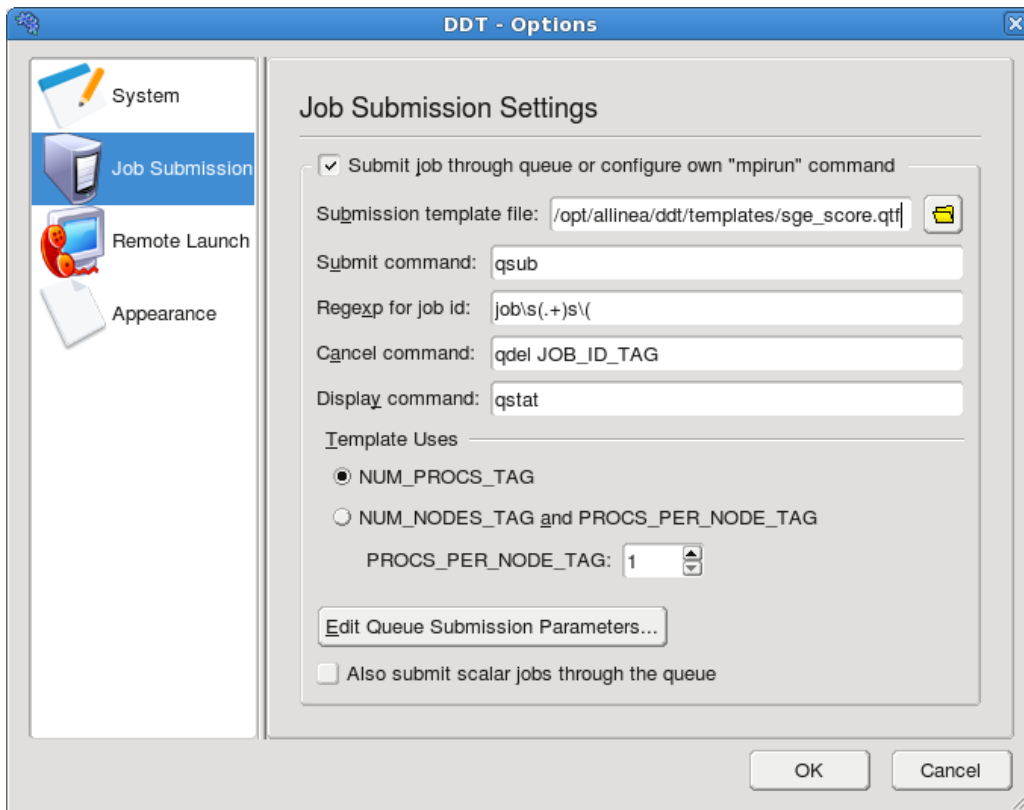 DDT - Options
System
Job Submission
Remote Launch
Appearance
Job Submission Settings
Submit job through queue or configure own "mpirun" command
Submission template file: /opt/allinea/ddt/templates/sge_score.qtf
Submit command: qsub
Regexp for job id: job\s(.+)s\(
Cancel command: qdel JOB_ID_TAG
Display command: qstat
Template Uses
NUM_PROCS_TAG
NUM_NODES_TAG and PROCS_PER_NODE_TAG
PROCS_PER_NODE_TAG: 1
Edit Queue Submission Parameters...
Also submit scalar jobs through the queue
OK Cancel